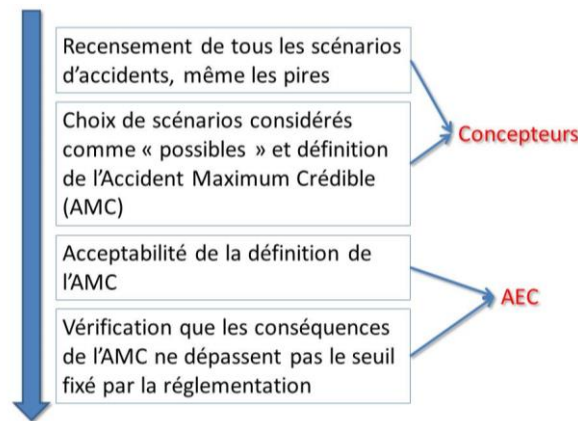 Recensement de tous les scénarios
d’accidents, même les pires
Choix de scénarios considérés
comme « possibles » et définition
de l’Accident Maximum Crédible
(AMC)
Concepteurs
Acceptabilité de la définition de
l’AMC
AEC
Vérification que les conséquences
de l’AMC ne dépassent pas le seuil
fixé par la réglementation